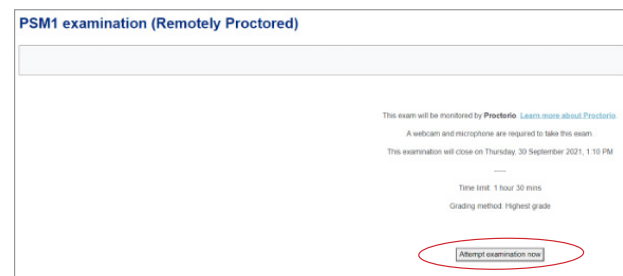 PSM1 examination (Remotely Proctored)
This exam will be monitored by Proctorio. Learn more about Proctorio.
A webcam and microphone are required to take this exam.
This examination will close on Thursday, 30 September 2021, 1:10 PM
----
Time limit: 1 hour 30 mins
Grading method: Highest grade
Attempt examination now